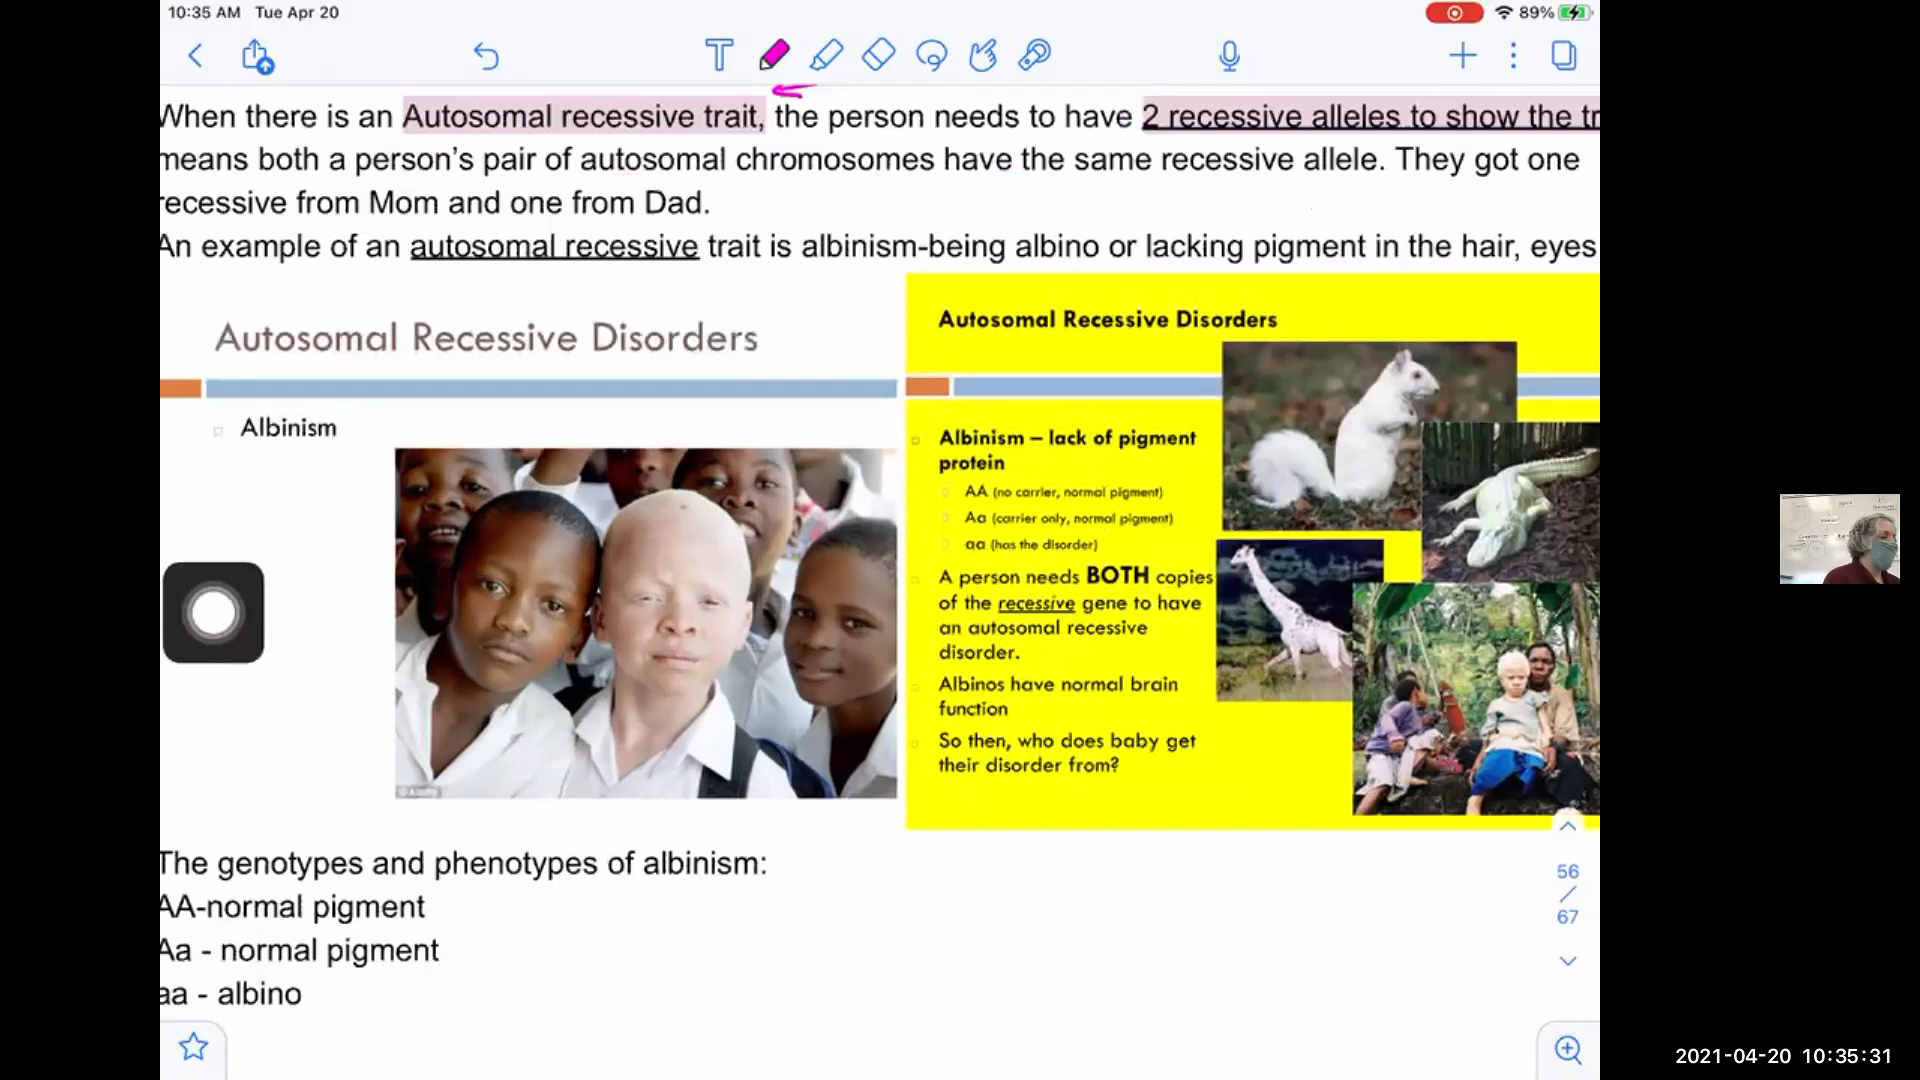 10:35 AM Tue Apr 20
89%
When there is an Autosomal recessive trait, the person needs to have 2 recessive alleles to show the tr
means both a person's pair of autosomal chromosomes have the same recessive allele. They got one
recessive from Mom and one from Dad.
An example of an autosomal recessive trait is albinism-being albino or lacking pigment in the hair, eyes
Autosomal Recessive Disorders
Albinism
© Alamy
Autosomal Recessive Disorders
Albinism – lack of pigment
protein
AA (no carrier, normal pigment)
Aa (carrier only, normal pigment)
aa (has the disorder)
A person needs BOTH copies
of the recessive gene to have
an autosomal recessive
disorder.
Albinos have normal brain
function
So then, who does baby get
their disorder from?
The genotypes and phenotypes of albinism:
AA-normal pigment
Aa - normal pigment
aa - albino
56
/
67
2021-04-20 10:35:31